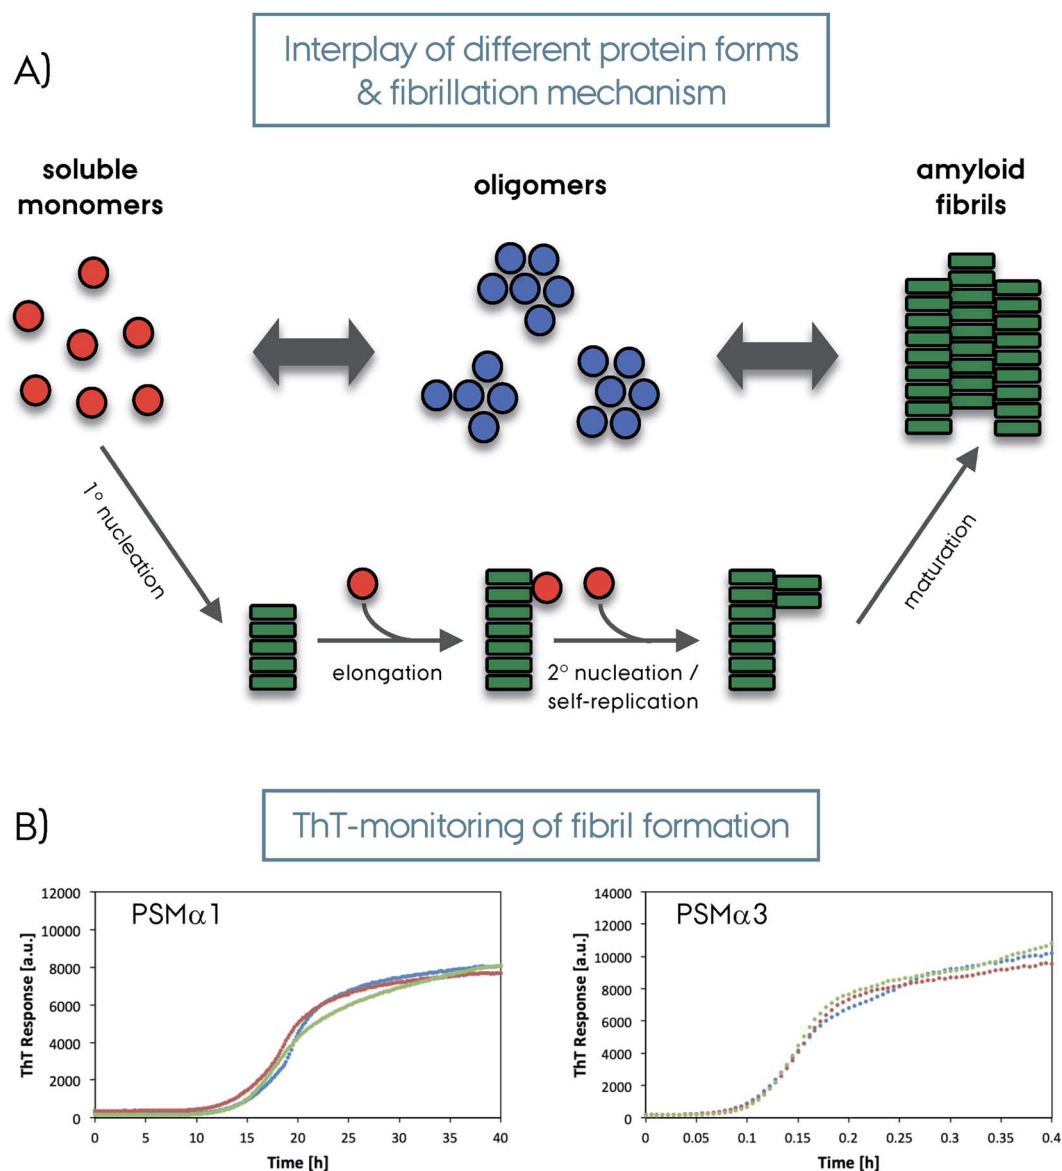 A)
Interplay of different protein forms
& fibrillation mechanism
soluble
monomers
oligomers
amyloid
fibrils
1° nucleation
elongation
2° nucleation /
self-replication
maturation
B)
ThT-monitoring of fibril formation
PSMα1
ThT Response [a.u.]
12000
10000
8000
6000
4000
2000
0
0 5 10 15 20 25 30 35 40
Time [h]
PSMα3
ThT Response [a.u.]
14000
12000
10000
8000
6000
4000
2000
0
0 0.05 0.1 0.15 0.2 0.25 0.3 0.35 0.4
Time [h]